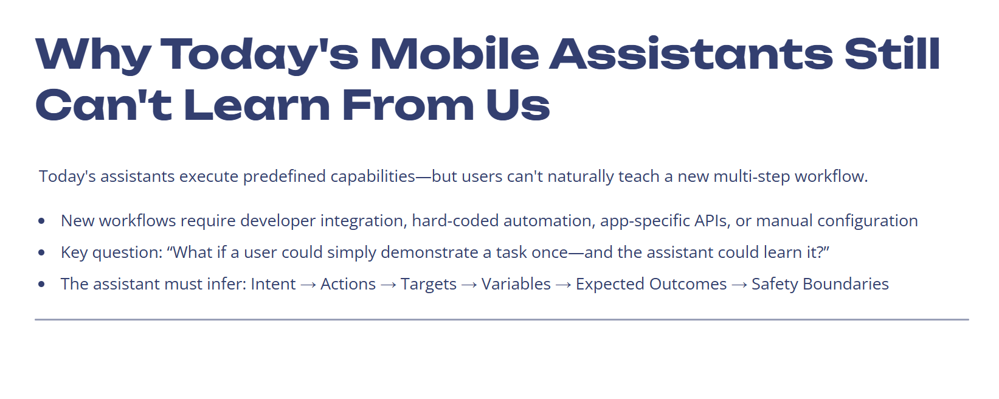 Why Today's Mobile Assistants Still
Can't Learn From Us
Today's assistants execute predefined capabilities—but users can't naturally teach a new multi-step workflow.
• New workflows require developer integration, hard-coded automation, app-specific APIs, or manual configuration
• Key question: “What if a user could simply demonstrate a task once—and the assistant could learn it?”
• The assistant must infer: Intent → Actions → Targets → Variables → Expected Outcomes → Safety Boundaries